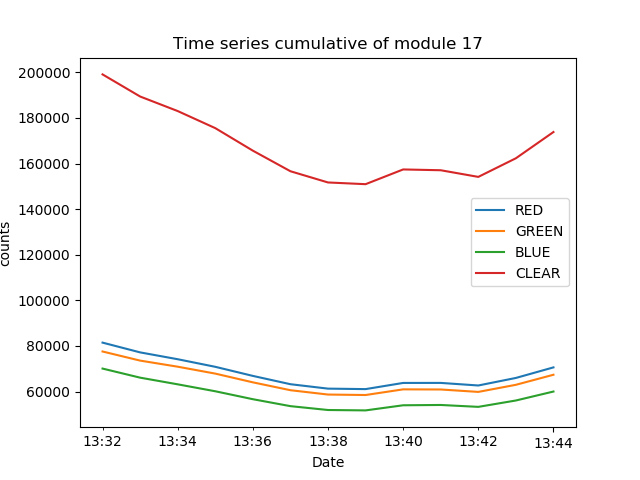 Time series cumulative of module 17
200000
180000
160000
140000
120000
100000
80000
60000
counts
RED
GREEN
BLUE
CLEAR
13:32 13:34 13:36 13:38 13:40 13:42 13:44
Date